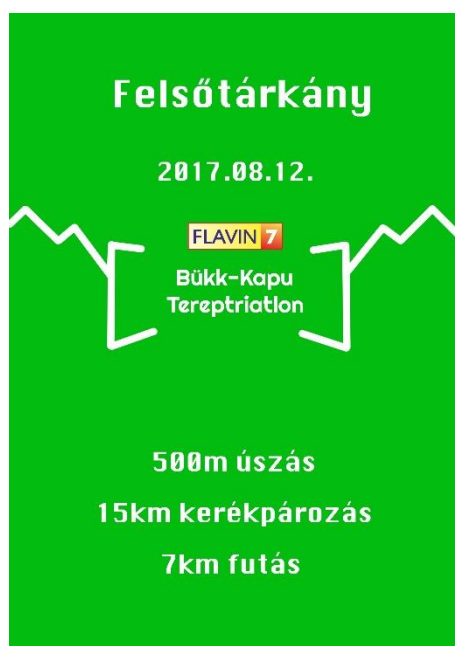 Felsőtárkány
2017.08.12.
FLAVIN 7
Bükk-Kapu
Tereptriatlon
500m úszás
15km kerékpározás
7km futás